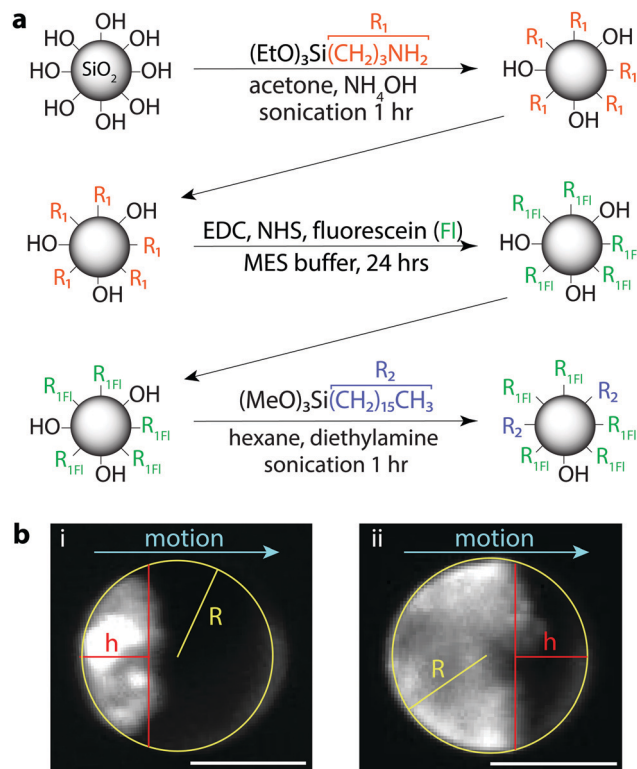 a
HO OH
HO OH
HO SiO2 OH
HO OH
OH
(EtO)3Si(CH2)3NH2
R1
acetone, NH4OH
sonication 1 hr
R1 OH
R1
HO R1
R1 R1
OH
R1 OH
R1
HO R1
R1 R1
OH
EDC, NHS, fluorescein (Fl)
MES buffer, 24 hrs
R1Fl OH
R1Fl
HO R1F
R1Fl R1Fl
OH
R1Fl OH
R1Fl
HO R1Fl
R1Fl R1Fl
OH
R2
(MeO)3Si(CH2)15CH3
hexane, diethylamine
sonication 1 hr
R1Fl R2
R1Fl
R2 R1Fl
R1Fl R1Fl
OH
b
i motion
h R
ii motion
R h